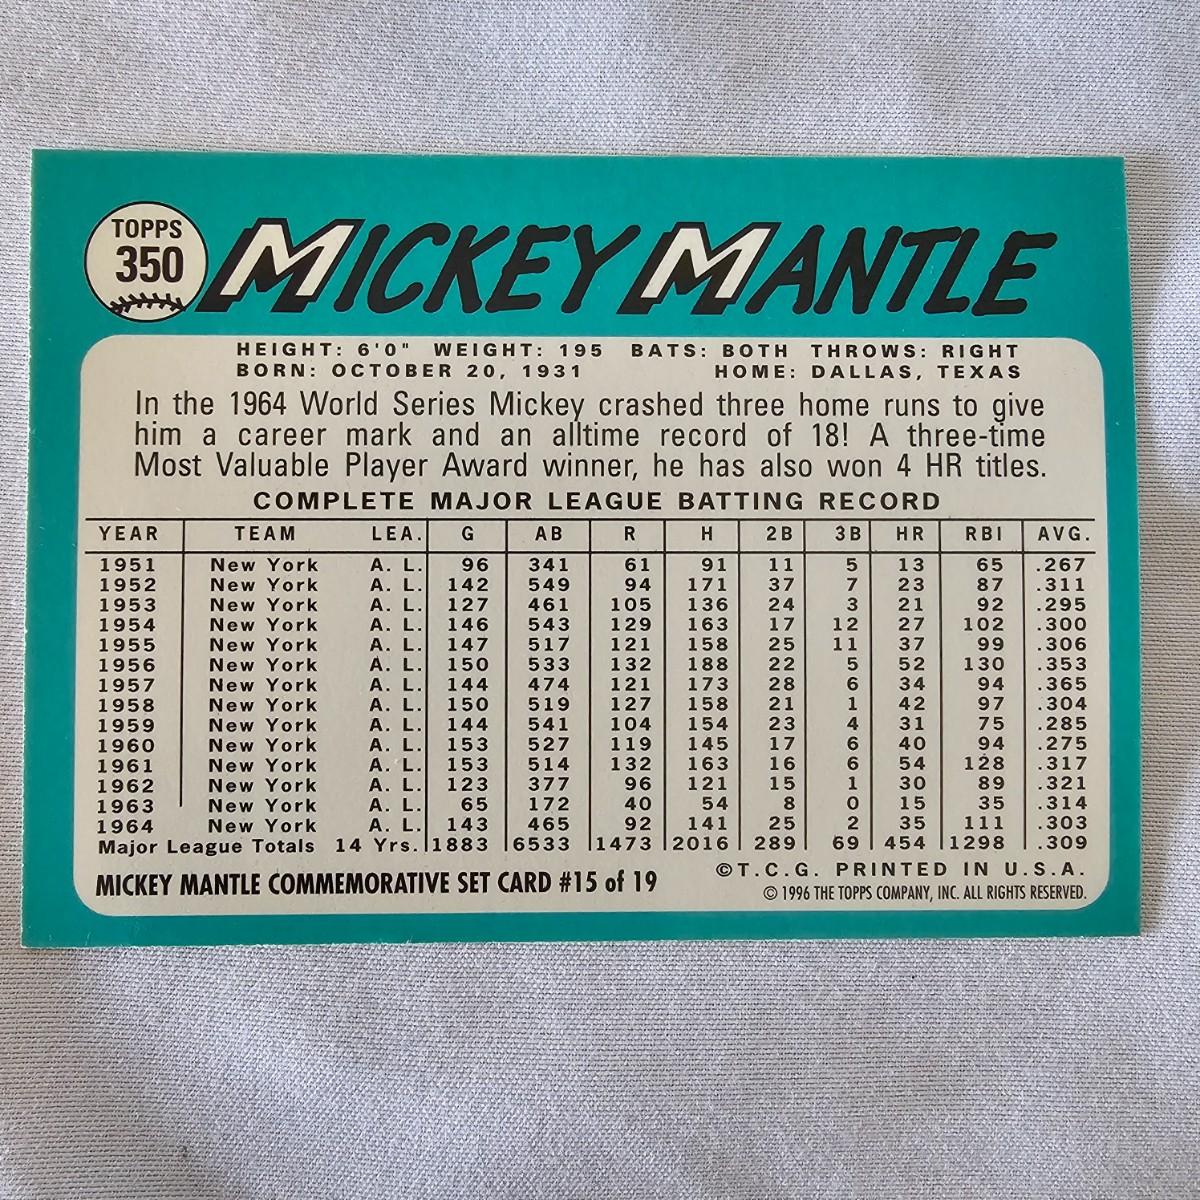 TOPPS
350
MICKEY MANTLE
HEIGHT: 6'0" WEIGHT: 195 BATS: BOTH THROWS: RIGHT
BORN: OCTOBER 20, 1931 HOME: DALLAS, TEXAS
In the 1964 World Series Mickey crashed three home runs to give
him a career mark and an alltime record of 18! A three-time
Most Valuable Player Award winner, he has also won 4 HR titles.
COMPLETE MAJOR LEAGUE BATTING RECORD
YEAR TEAM LEA. G AB R H 2B 3B HR RBI AVG.
1951 New York A. L. 96 341 61 91 11 5 13 65 .267
1952 New York A. L. 142 549 94 171 37 7 23 87 .311
1953 New York A. L. 127 461 105 136 24 3 21 92 .295
1954 New York A. L. 146 543 129 163 17 12 27 102 .300
1955 New York A. L. 147 517 121 158 25 11 37 99 .306
1956 New York A. L. 150 533 132 188 22 5 52 130 .353
1957 New York A. L. 144 474 121 173 28 6 34 94 .365
1958 New York A. L. 150 519 127 158 21 1 42 97 .304
1959 New York A. L. 144 541 104 154 23 4 31 75 .285
1960 New York A. L. 153 527 119 145 17 6 40 94 .275
1961 New York A. L. 153 514 132 163 16 6 54 128 .317
1962 New York A. L. 123 377 96 121 15 1 30 89 .321
1963 New York A. L. 65 172 40 54 8 0 15 35 .314
1964 New York A. L. 143 465 92 141 25 2 35 111 .303
Major League Totals 14 Yrs. 1883 6533 1473 2016 289 69 454 1298 .309
MICKEY MANTLE COMMEMORATIVE SET CARD #15 of 19
© T.C.G. PRINTED IN U.S.A.
© 1996 THE TOPPS COMPANY, INC. ALL RIGHTS RESERVED.